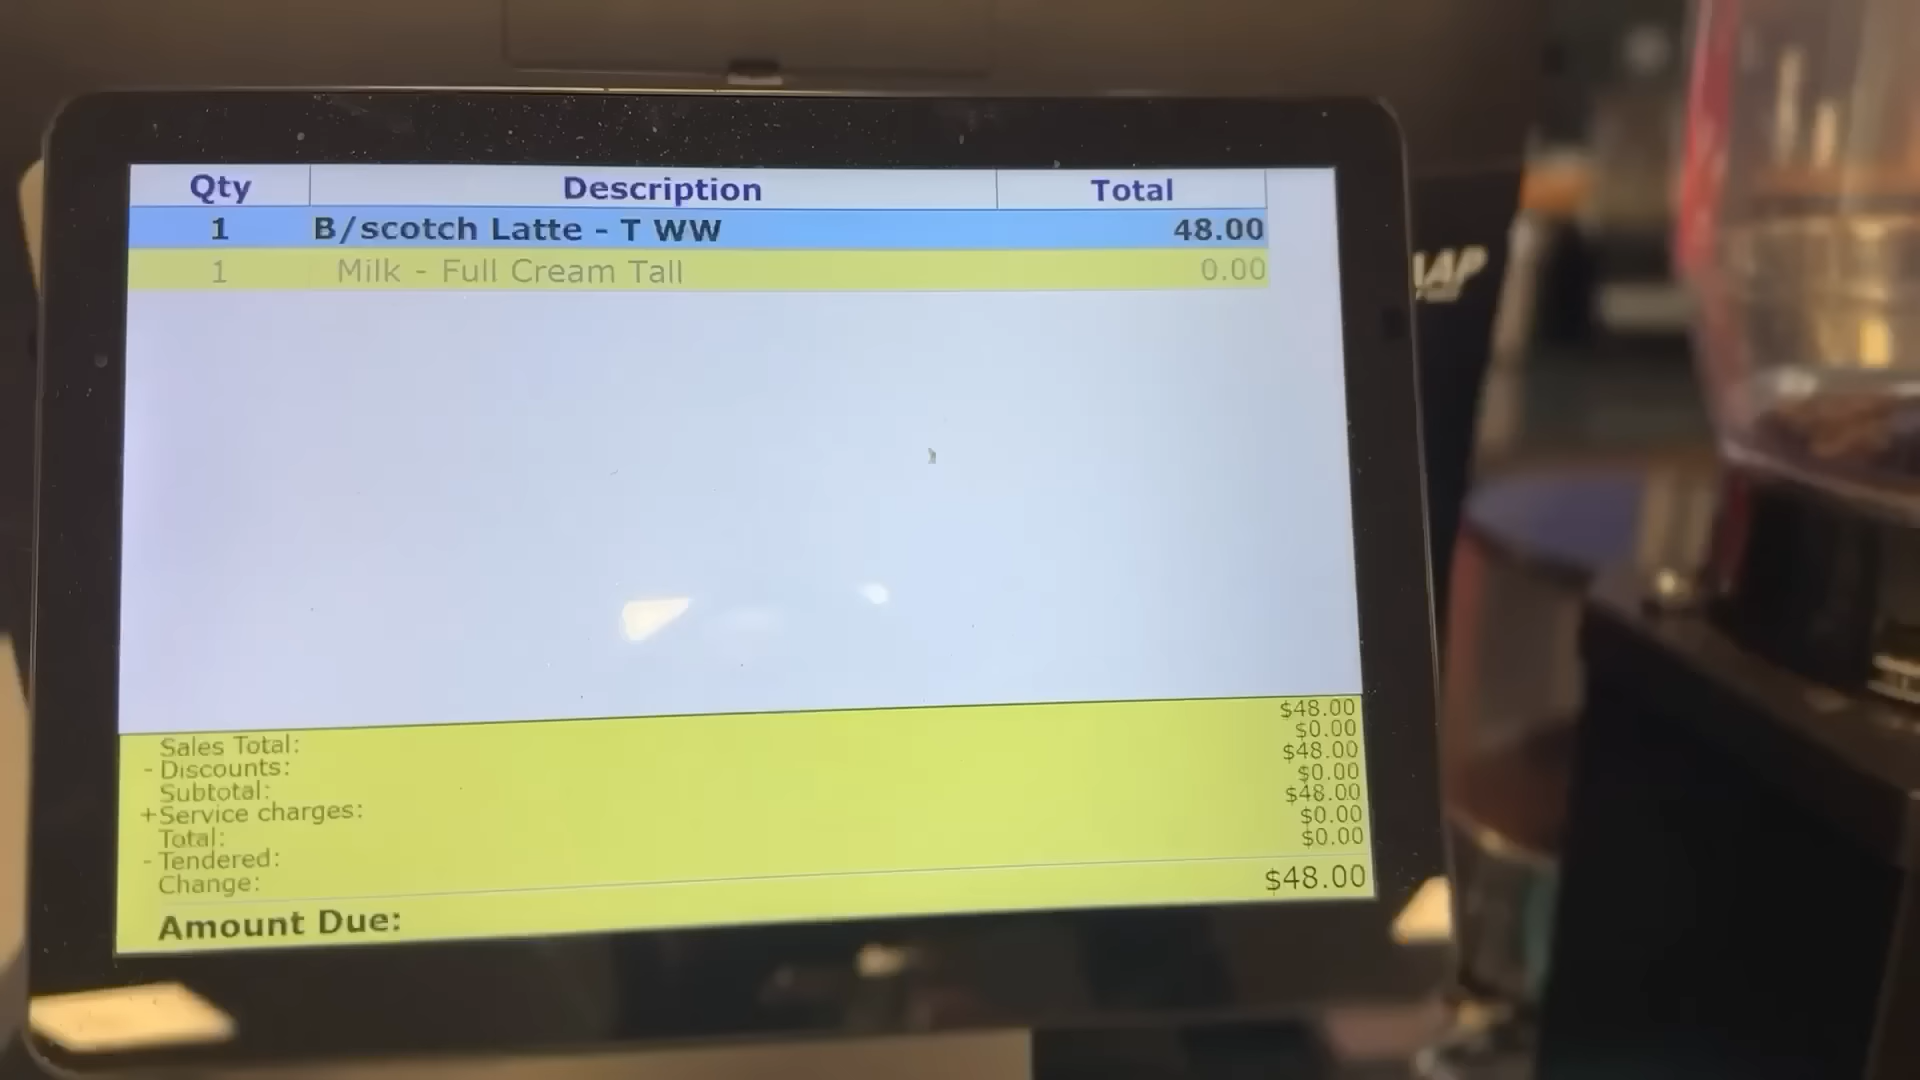 Qty Description Total
1 B/scotch Latte - T WW 48.00
1 Milk - Full Cream Tall 0.00
Sales Total: $48.00
- Discounts: $0.00
Subtotal: $48.00
+Service charges: $0.00
Total: $48.00
- Tendered: $0.00
Change: $0.00
Amount Due: $48.00